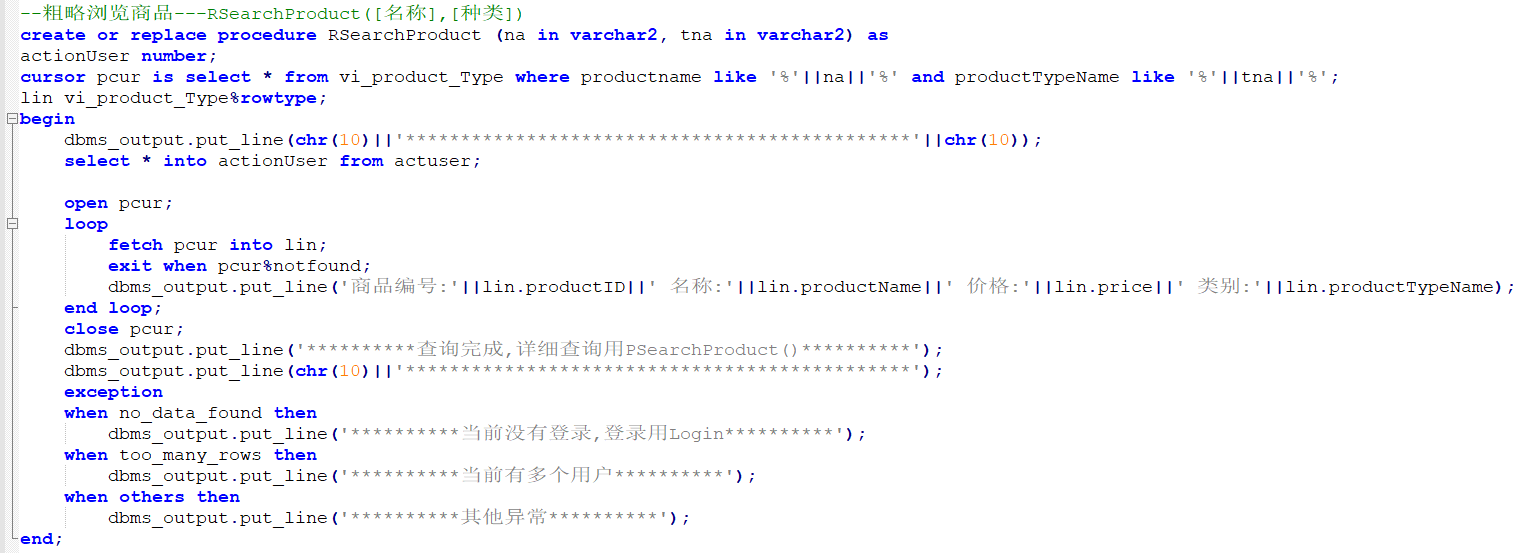 --粗略浏览商品---RSearchProduct([名称],[种类])
create or replace procedure RSearchProduct (na in varchar2, tna in varchar2) as
actionUser number;
cursor pcur is select * from vi_product_Type where productname like '%'||na||'%' and productTypeName like '%'||tna||'%';
lin vi_product_Type%rowtype;
begin
    dbms_output.put_line(chr(10)||'**********************************************'||chr(10));
    select * into actionUser from actuser;

    open pcur;
    loop
        fetch pcur into lin;
        exit when pcur%notfound;
        dbms_output.put_line('商品编号:'||lin.productID||' 名称:'||lin.productName||' 价格:'||lin.price||' 类别:'||lin.productTypeName);
    end loop;
    close pcur;
    dbms_output.put_line('**********查询完成,详细查询用PSearchProduct()**********');
    dbms_output.put_line(chr(10)||'**********************************************');
    exception
    when no_data_found then
        dbms_output.put_line('**********当前没有登录,登录用Login**********');
    when too_many_rows then
        dbms_output.put_line('**********当前有多个用户**********');
    when others then
        dbms_output.put_line('**********其他异常**********');
end;